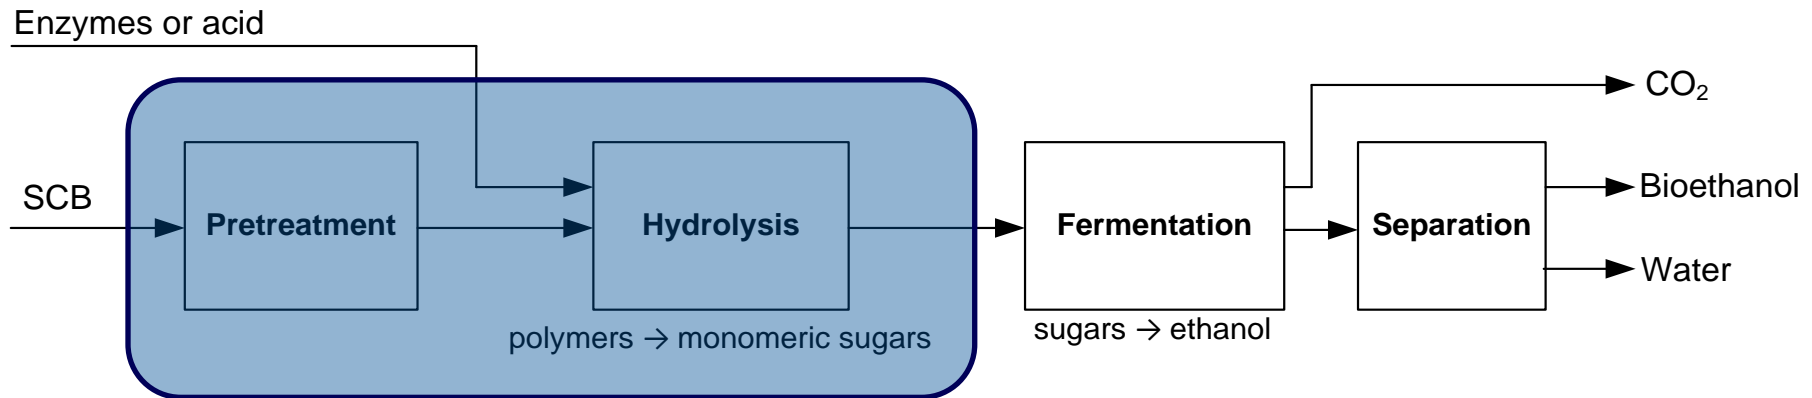 Enzymes or acid
CO₂
SCB
Pretreatment
Hydrolysis
Fermentation
Separation
Bioethanol
Water
polymers → monomeric sugars
sugars → ethanol